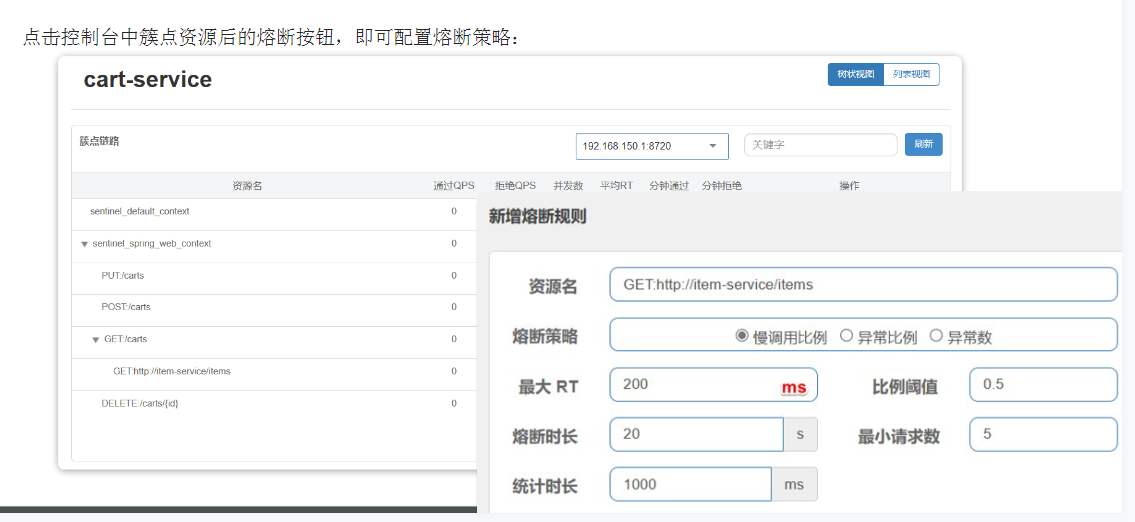 点击控制台中簇点资源后的熔断按钮，即可配置熔断策略：
cart-service
树状视图 列表视图
簇点链路
192.168.150.1:8720
关键字
刷新
资源名 通过QPS 拒绝QPS 并发数 平均RT 分钟通过 分钟拒绝 操作
sentinel_default_context 0
sentinel_spring_web_context 0
PUT:/carts 0
POST:/carts 0
GET:/carts 0
GET:http://item-service/items 0
DELETE:/carts/{id} 0
新增熔断规则
资源名 GET:http://item-service/items
熔断策略 慢调用比例 异常比例 异常数
最大 RT 200 ms 比例阈值 0.5
熔断时长 20 s 最小请求数 5
统计时长 1000 ms